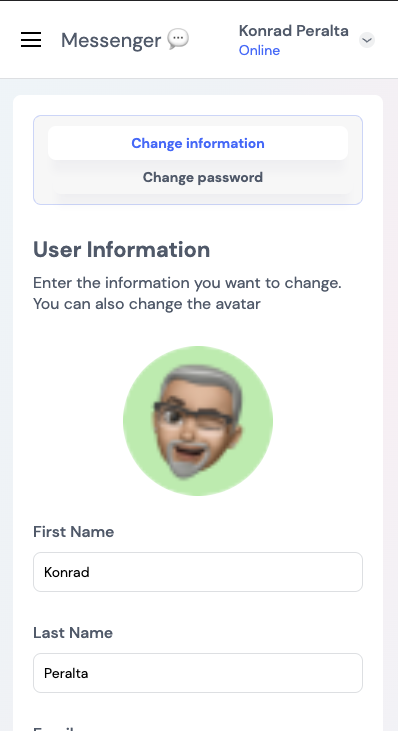 Messenger 💬
Konrad Peralta
Online
Change information
Change password
User Information
Enter the information you want to change.
You can also change the avatar
First Name
Konrad
Last Name
Peralta